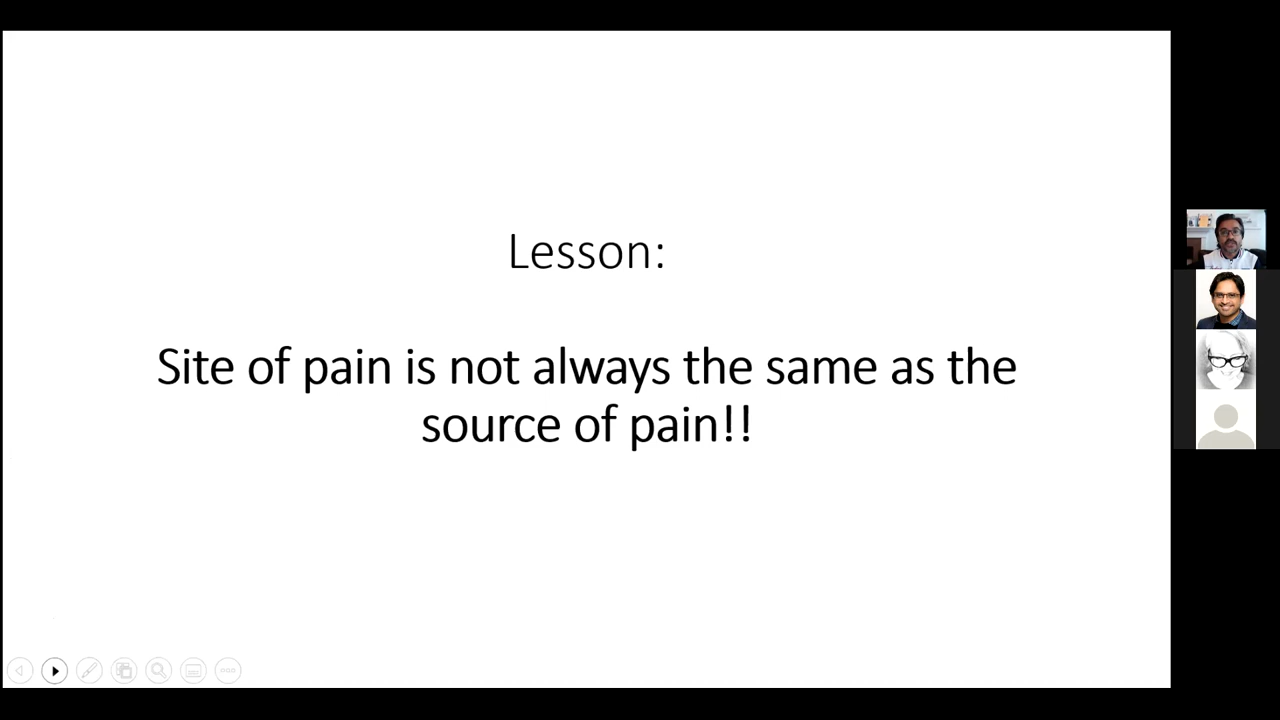 Lesson:
Site of pain is not always the same as the
source of pain!!